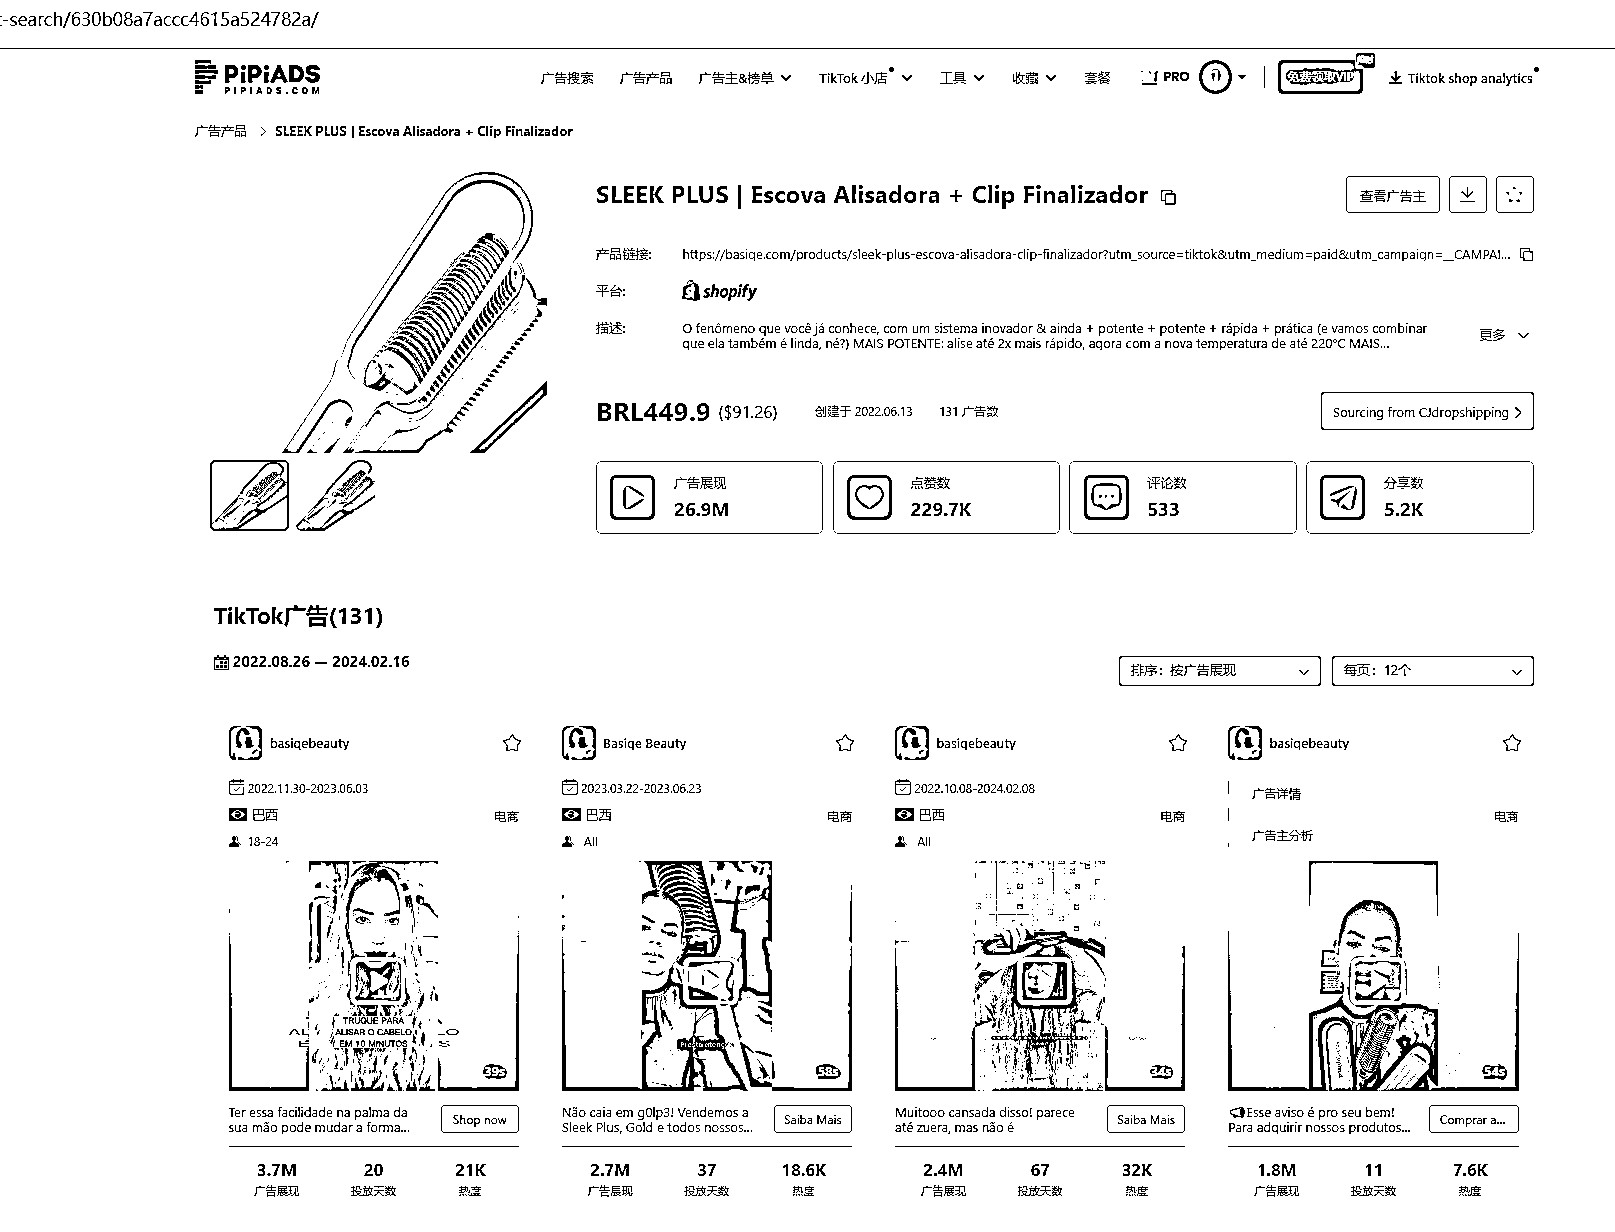 t-search/630b08a7accc4615a524782a/
PiPiADS
PIPIADS.COM
广告搜索 广告产品 广告主&榜单 TikTok 小店 工具 收藏 套餐 PRO 免费领取VIP Tiktok shop analytics
广告产品 > SLEEK PLUS | Escova Alisadora + Clip Finalizador
SLEEK PLUS | Escova Alisadora + Clip Finalizador
查看广告主
产品链接: https://basiqe.com/products/sleek-plus-escova-alisadora-clip-finalizador?utm_source=tiktok&utm_medium=paid&utm_campaign=__CAMPAI...
平台: shopify
描述: O fenômeno que você já conhece, com um sistema inovador & ainda + potente + potente + rápida + prática (e vamos combinar
que ela também é linda, né?) MAIS POTENTE: alise até 2x mais rápido, agora com a nova temperatura de até 220°C MAIS...
更多
BRL449.9 ($91.26) 创建于 2022.06.13 131 广告数
Sourcing from CJdropshipping >
广告展现 点赞数 评论数 分享数
26.9M 229.7K 533 5.2K
TikTok广告(131)
2022.08.26 — 2024.02.16
排序: 按广告展现 每页: 12个
basiqebeauty Basiqe Beauty basiqebeauty basiqebeauty
2022.11.30-2023.06.03 2023.03.22-2023.06.23 2022.10.08-2024.02.08 广告详情
巴西 电商 巴西 电商 巴西 电商 电商
18-24 All All 广告主分析
TRUQUE PARA
ALISAR O CABELO
EM 10 MINUTOS
39s 58s 34s 54s
Ter essa facilidade na palma da
sua mão pode mudar a forma...
Shop now
Não caia em g0lp3! Vendemos a
Sleek Plus, Gold e todos nossos...
Saiba Mais
Muitooo cansada disso! parece
até zuera, mas não é
Saiba Mais
Esse aviso é pro seu bem!
Para adquirir nossos produtos...
Comprar a...
3.7M 20 21K 2.7M 37 18.6K 2.4M 67 32K 1.8M 11 7.6K
广告展现 投放天数 热度 广告展现 投放天数 热度 广告展现 投放天数 热度 广告展现 投放天数 热度